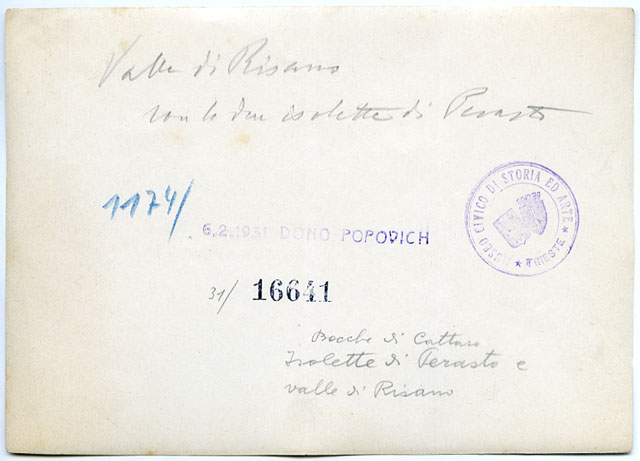 Valle di Risano
con le due isolette di Perasto
1174/
6.2.1931 DONO POPOVICH
MUSEO CIVICO DI STORIA ED ARTE
★ TRIESTE ★
31/ 16641
Bocche di Cattaro
Isolette di Perasto e
valle di Risano